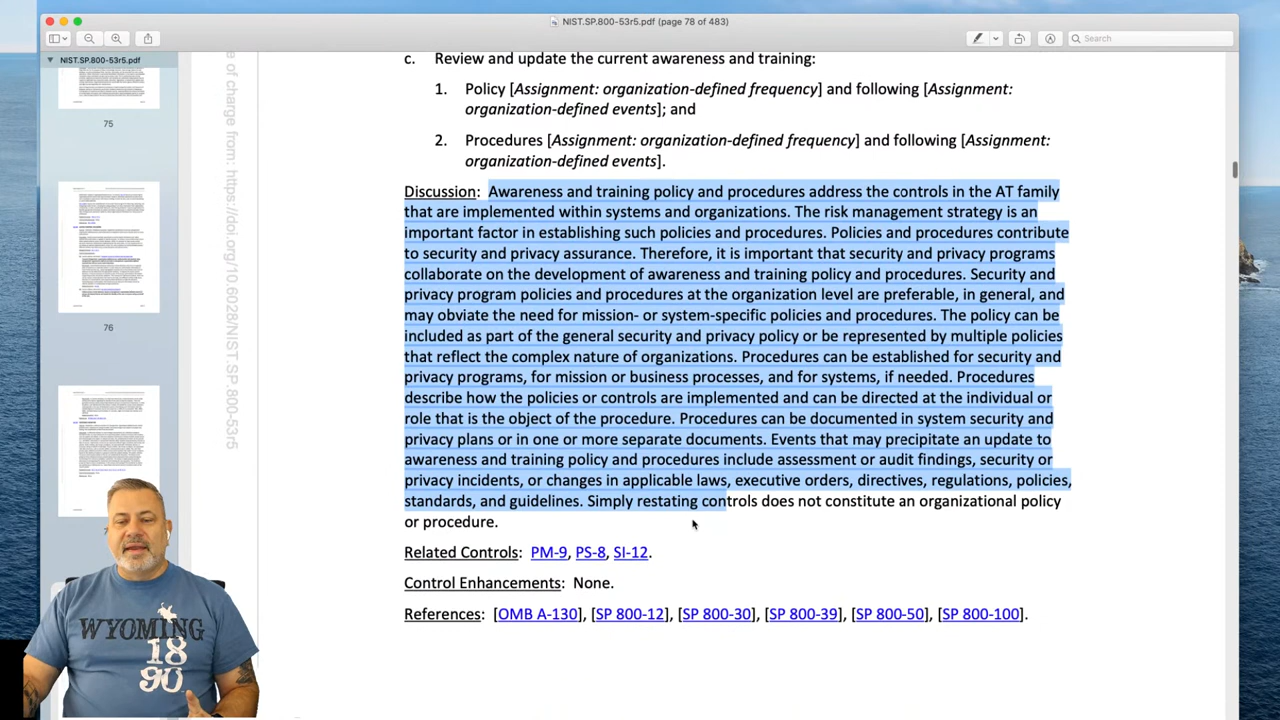 NIST.SP.800-53r5.pdf (page 78 of 483)
Search
NIST.SP.800-53r5.pdf
75
76
e of charge from: https://doi.org/10.6028/NIST.SP.800-53r5
c. Review and update the current awareness and training:
1. Policy [Assignment: organization-defined frequency] and following [Assignment:
organization-defined events]; and
2. Procedures [Assignment: organization-defined frequency] and following [Assignment:
organization-defined events].
Discussion: Awareness and training policy and procedures address the controls in the AT family
that are implemented within systems and organizations. The risk management strategy is an
important factor in establishing such policies and procedures. Policies and procedures contribute
to security and privacy assurance. Therefore, it is important that security and privacy programs
collaborate on the development of awareness and training policy and procedures. Security and
privacy program policies and procedures at the organization level are preferable, in general, and
may obviate the need for mission- or system-specific policies and procedures. The policy can be
included as part of the general security and privacy policy or be represented by multiple policies
that reflect the complex nature of organizations. Procedures can be established for security and
privacy programs, for mission or business processes, and for systems, if needed. Procedures
describe how the policies or controls are implemented and can be directed at the individual or
role that is the object of the procedure. Procedures can be documented in system security and
privacy plans or in one or more separate documents. Events that may precipitate an update to
awareness and training policy and procedures include assessment or audit findings, security or
privacy incidents, or changes in applicable laws, executive orders, directives, regulations, policies,
standards, and guidelines. Simply restating controls does not constitute an organizational policy
or procedure.
Related Controls: PM-9, PS-8, SI-12.
Control Enhancements: None.
References: [OMB A-130], [SP 800-12], [SP 800-30], [SP 800-39], [SP 800-50], [SP 800-100].
WYOMING
18
90